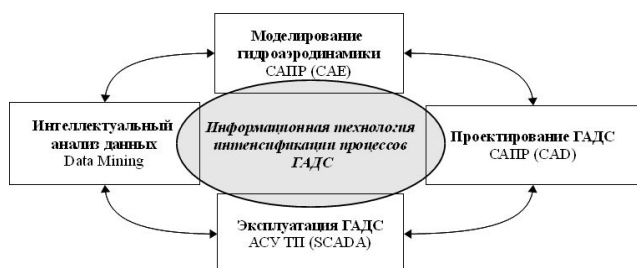 Моделирование
гидроаэродинамики
САПР (CAE)
Интеллектуальный
анализ данных
Data Mining
Информационная технология
интенсификации процессов
ГАДС
Проектирование ГАДС
САПР (CAD)
Эксплуатация ГАДС
АСУ ТП (SCADA)